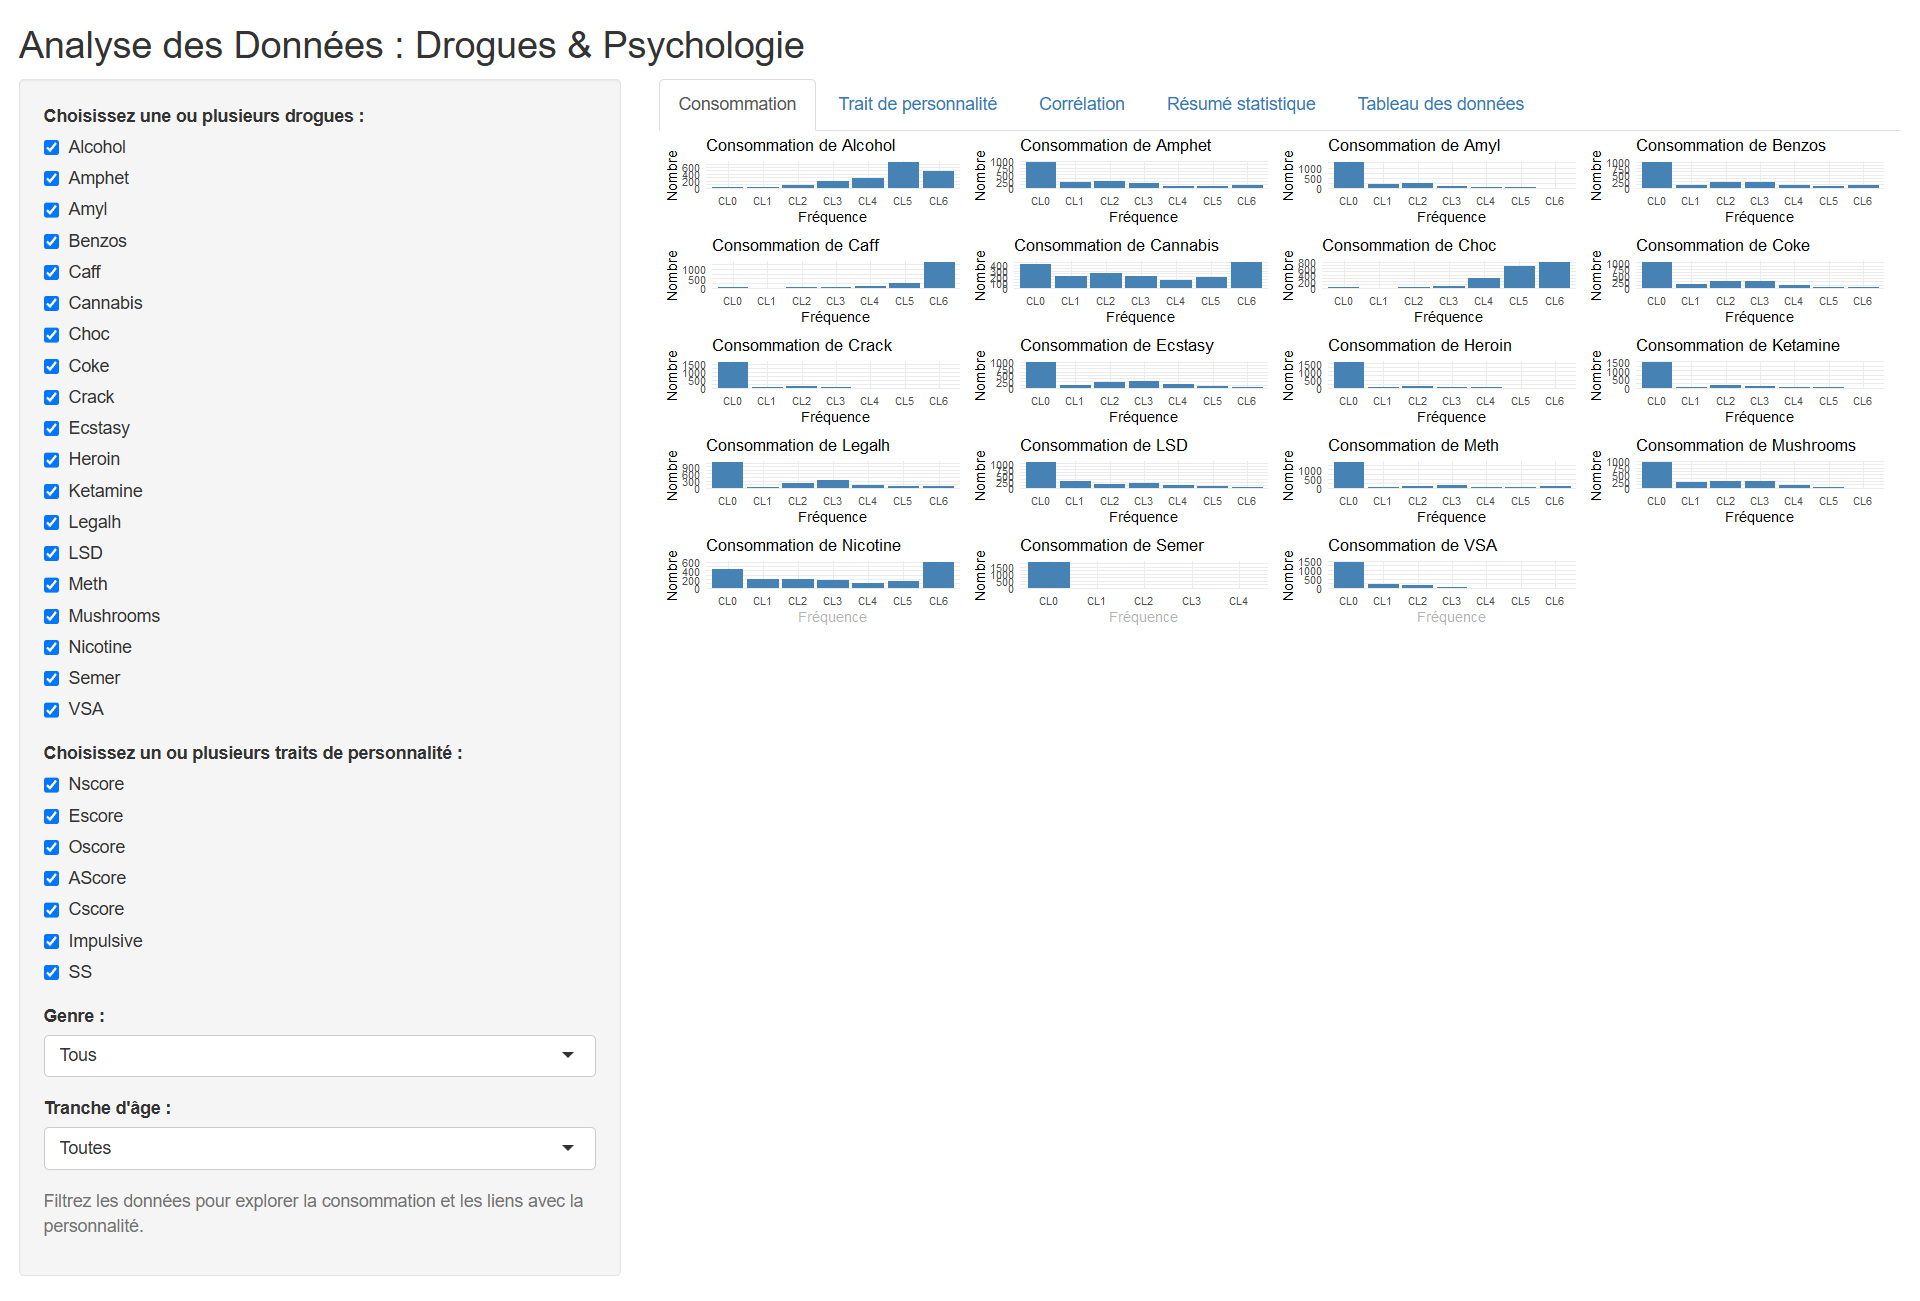 Analyse des Données : Drogues & Psychologie
Choisissez une ou plusieurs drogues :
Alcohol
Amphet
Amyl
Benzos
Caff
Cannabis
Choc
Coke
Crack
Ecstasy
Heroin
Ketamine
Legalh
LSD
Meth
Mushrooms
Nicotine
Semer
VSA
Choisissez un ou plusieurs traits de personnalité :
Nscore
Escore
Oscore
AScore
Cscore
Impulsive
SS
Genre :
Tous
Tranche d'âge :
Toutes
Filtrez les données pour explorer la consommation et les liens avec la
personnalité.
Consommation Trait de personnalité Corrélation Résumé statistique Tableau des données
Consommation de Alcohol
Nombre
600
400
200
0
CL0 CL1 CL2 CL3 CL4 CL5 CL6
Fréquence
Consommation de Amphet
Nombre
1000
750
500
250
0
CL0 CL1 CL2 CL3 CL4 CL5 CL6
Fréquence
Consommation de Amyl
Nombre
1000
500
0
CL0 CL1 CL2 CL3 CL4 CL5 CL6
Fréquence
Consommation de Benzos
Nombre
1000
750
500
250
0
CL0 CL1 CL2 CL3 CL4 CL5 CL6
Fréquence
Consommation de Caff
Nombre
1000
500
0
CL0 CL1 CL2 CL3 CL4 CL5 CL6
Fréquence
Consommation de Cannabis
Nombre
400
300
200
100
0
CL0 CL1 CL2 CL3 CL4 CL5 CL6
Fréquence
Consommation de Choc
Nombre
800
600
400
200
0
CL0 CL1 CL2 CL3 CL4 CL5 CL6
Fréquence
Consommation de Coke
Nombre
1000
750
500
250
0
CL0 CL1 CL2 CL3 CL4 CL5 CL6
Fréquence
Consommation de Crack
Nombre
1500
1000
500
0
CL0 CL1 CL2 CL3 CL4 CL5 CL6
Fréquence
Consommation de Ecstasy
Nombre
1000
750
500
250
0
CL0 CL1 CL2 CL3 CL4 CL5 CL6
Fréquence
Consommation de Heroin
Nombre
1500
1000
500
0
CL0 CL1 CL2 CL3 CL4 CL5 CL6
Fréquence
Consommation de Ketamine
Nombre
1500
1000
500
0
CL0 CL1 CL2 CL3 CL4 CL5 CL6
Fréquence
Consommation de Legalh
Nombre
900
600
300
0
CL0 CL1 CL2 CL3 CL4 CL5 CL6
Fréquence
Consommation de LSD
Nombre
1000
750
500
250
0
CL0 CL1 CL2 CL3 CL4 CL5 CL6
Fréquence
Consommation de Meth
Nombre
1000
500
0
CL0 CL1 CL2 CL3 CL4 CL5 CL6
Fréquence
Consommation de Mushrooms
Nombre
1000
750
500
250
0
CL0 CL1 CL2 CL3 CL4 CL5 CL6
Fréquence
Consommation de Nicotine
Nombre
600
400
200
0
CL0 CL1 CL2 CL3 CL4 CL5 CL6
Fréquence
Consommation de Semer
Nombre
1500
1000
500
0
CL0 CL1 CL2 CL3 CL4
Fréquence
Consommation de VSA
Nombre
1500
1000
500
0
CL0 CL1 CL2 CL3 CL4 CL5 CL6
Fréquence